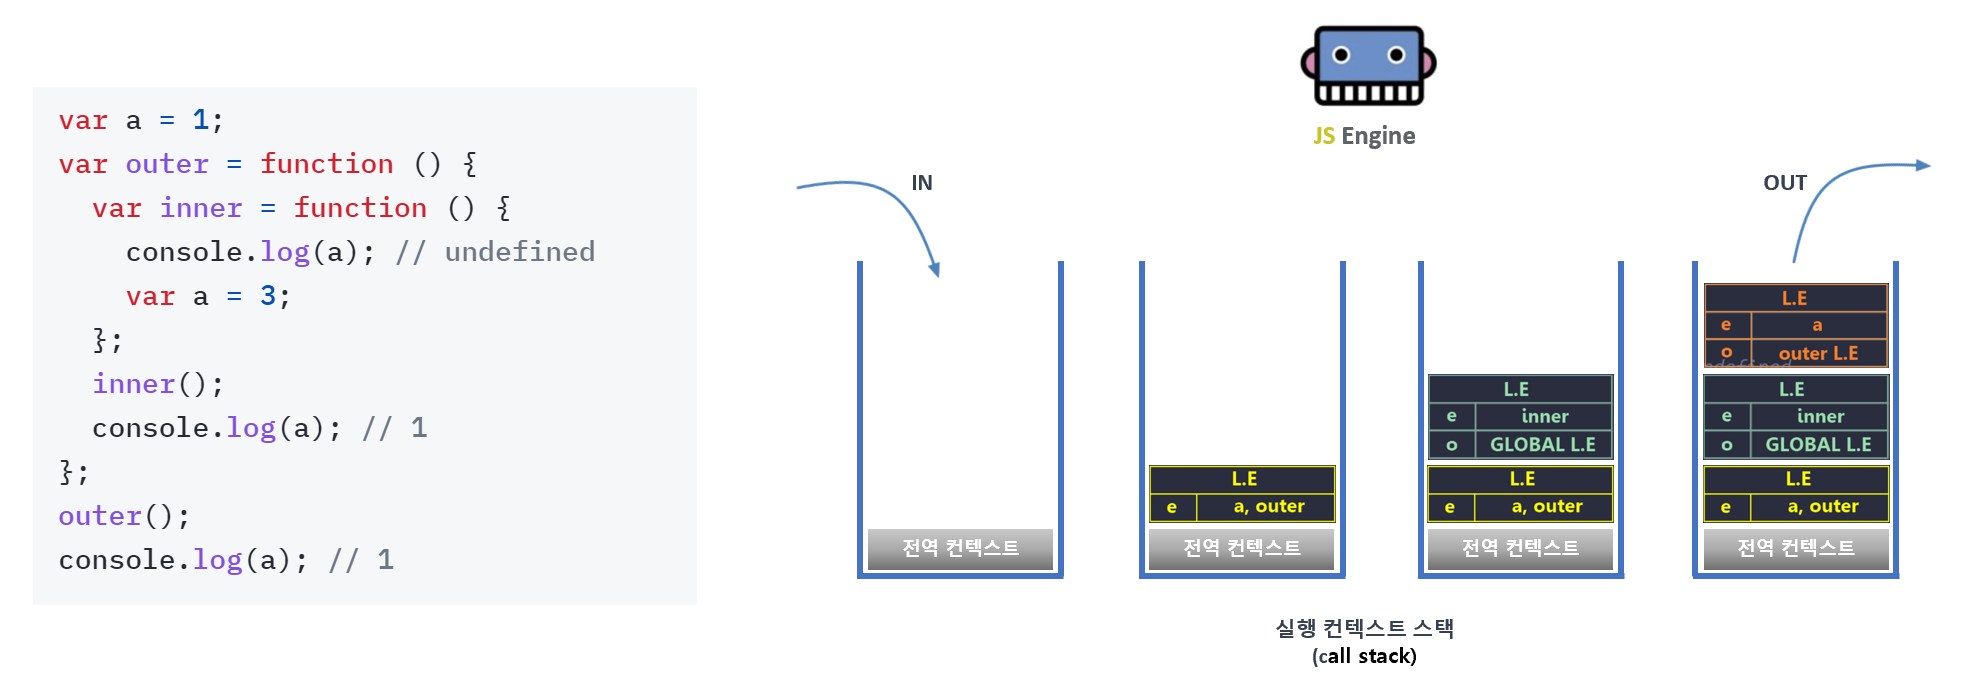 var a = 1;
var outer = function () {
var inner = function () {
console.log(a); // undefined
var a = 3;
};
inner();
console.log(a); // 1
};
outer();
console.log(a); // 1
JS Engine
IN
OUT
전역 컨텍스트
L.E
e a, outer
전역 컨텍스트
L.E
e inner
o GLOBAL L.E
L.E
e a, outer
전역 컨텍스트
L.E
e a
o outer L.E
undefined
L.E
e inner
o GLOBAL L.E
L.E
e a, outer
전역 컨텍스트
실행 컨텍스트 스택
(call stack)